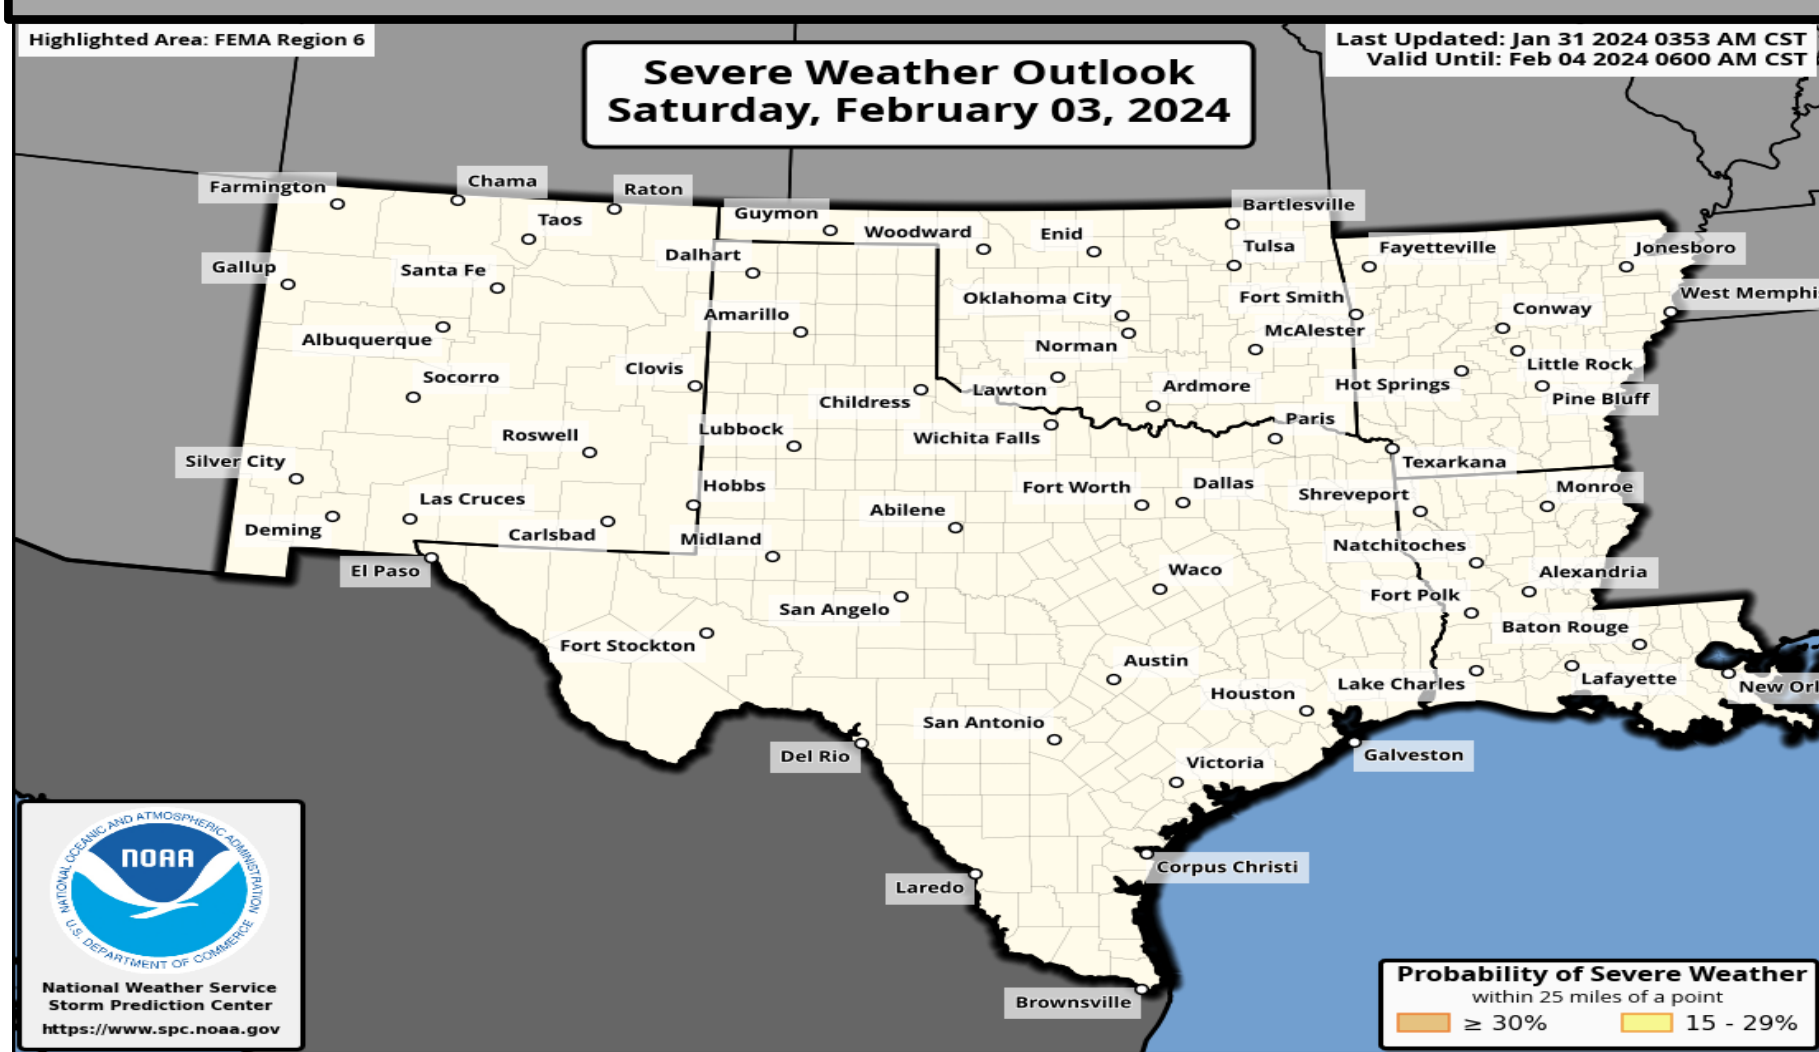 Highlighted Area: FEMA Region 6
Last Updated: Jan 31 2024 0353 AM CST
Valid Until: Feb 04 2024 0600 AM CST
Severe Weather Outlook
Saturday, February 03, 2024
Farmington
Chama
Raton
Taos
Guymon
Woodward
Enid
Bartlesville
Tulsa
Fayetteville
Jonesboro
Gallup
Santa Fe
Dalhart
Oklahoma City
Fort Smith
West Memphi
Amarillo
Conway
Albuquerque
Norman
McAlester
Socorro
Clovis
Little Rock
Childress
Lawton
Ardmore
Hot Springs
Pine Bluff
Roswell
Lubbock
Wichita Falls
Paris
Silver City
Texarkana
Las Cruces
Hobbs
Fort Worth
Dallas
Shreveport
Monroe
Deming
Carlsbad
Midland
Abilene
Natchitoches
El Paso
Waco
Alexandria
San Angelo
Fort Polk
Fort Stockton
Baton Rouge
Austin
Houston
Lake Charles
Lafayette
New Orl
San Antonio
Del Rio
Victoria
Galveston
Laredo
Corpus Christi
Brownsville
NATIONAL OCEANIC AND ATMOSPHERIC ADMINISTRATION
NOAA
U.S. DEPARTMENT OF COMMERCE
National Weather Service
Storm Prediction Center
https://www.spc.noaa.gov
Probability of Severe Weather
within 25 miles of a point
≥ 30%
15 - 29%